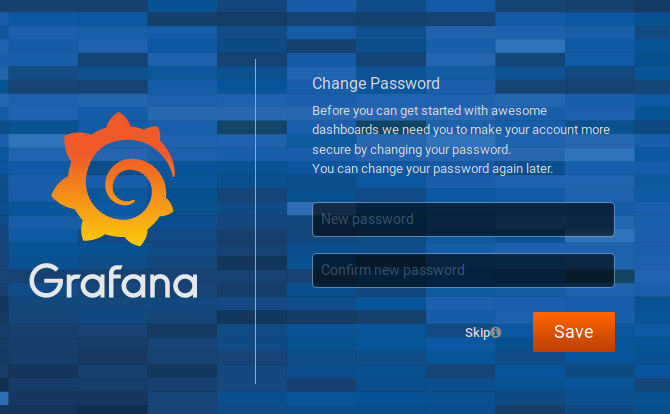 Grafana
Change Password
Before you can get started with awesome
dashboards we need you to make your account more
secure by changing your password.
You can change your password again later.
New password
Confirm new password
Skip
Save